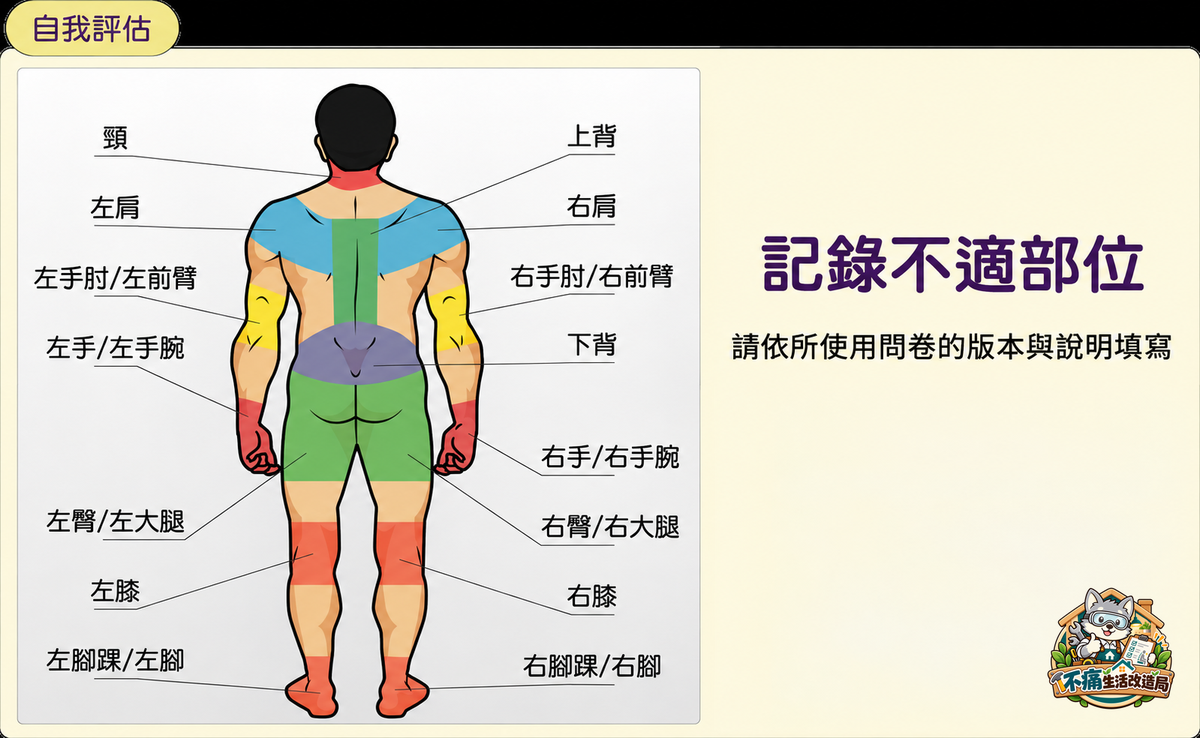 自我評估
頸
上背
左肩
右肩
左手肘/左前臂
右手肘/右前臂
左手/左手腕
下背
右手/右手腕
左臀/左大腿
右臀/右大腿
左膝
右膝
左腳踝/左腳
右腳踝/右腳
記錄不適部位
請依所使用問卷的版本與說明填寫
不痛生活改造局